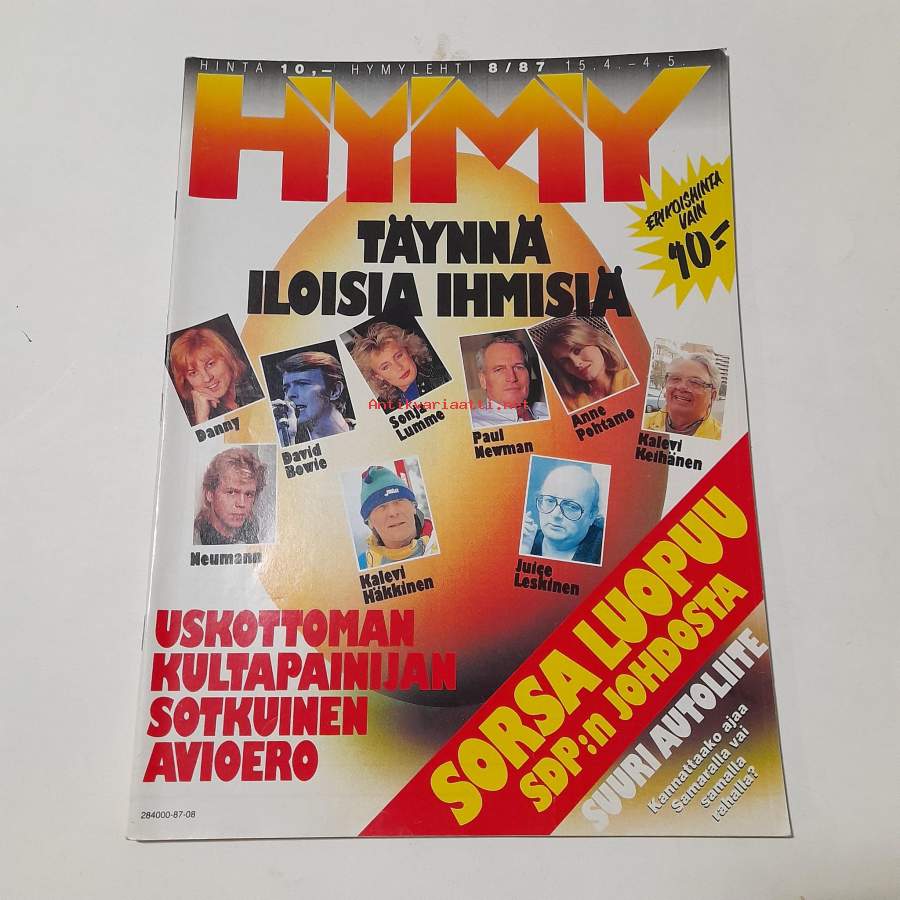 HINTA 10,– HYMYLEHTI 8/87 15.4.–4.5.
HYMY
ERIKOISHINTA
VAIN
10:-
TÄYNNÄ
ILOISIA IHMISIÄ
Danny
David
Bowie
Sonja
Lumme
Paul
Newman
Anne
Pohtamo
Kalevi
Keihänen
Antikvariaatti.net
Neumann
Kalevi
Häkkinen
Juice
Leskinen
USKOTTOMAN
KULTAPAINIJAN
SOTKUINEN
AVIOERO
SORSA LUOPUU
SDP:n JOHDOSTA
SUURI AUTOLIITE
Kannattaako ajaa
Samaralla vai
samalla
rahalla?
284000-87-08